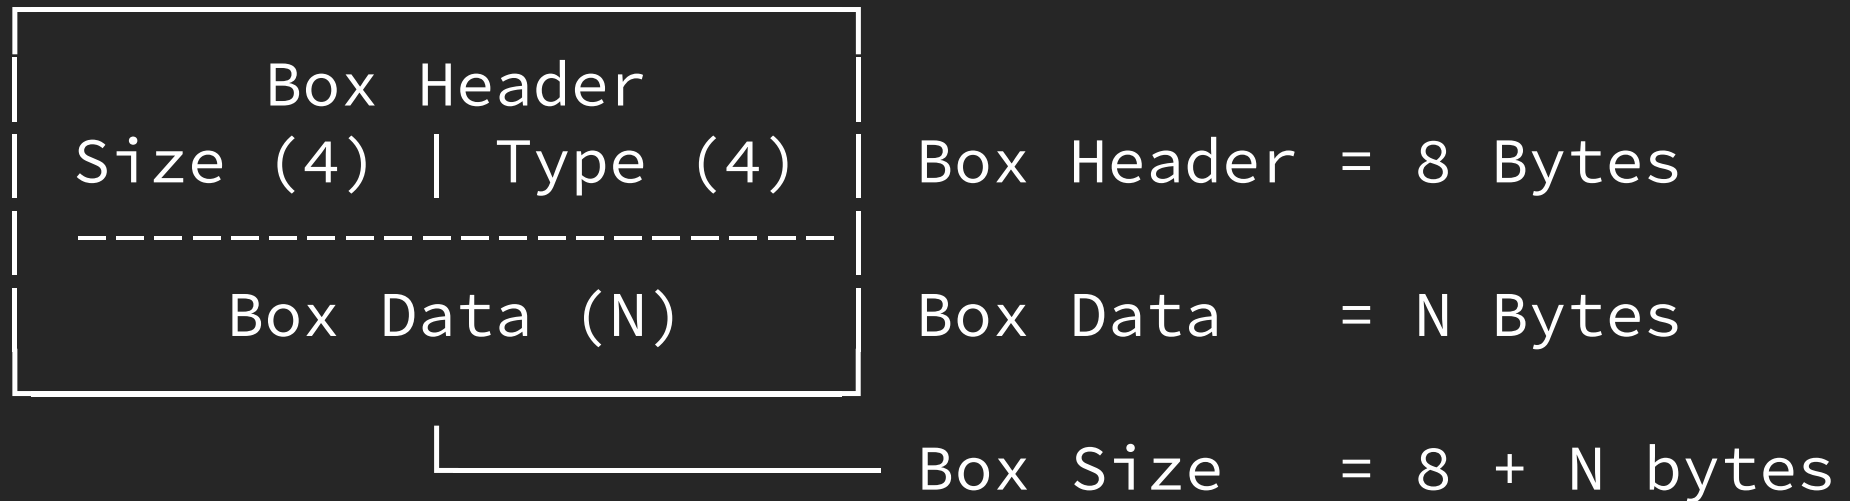 Box Header
Size (4) | Type (4) Box Header = 8 Bytes
Box Data (N) Box Data = N Bytes
Box Size = 8 + N bytes